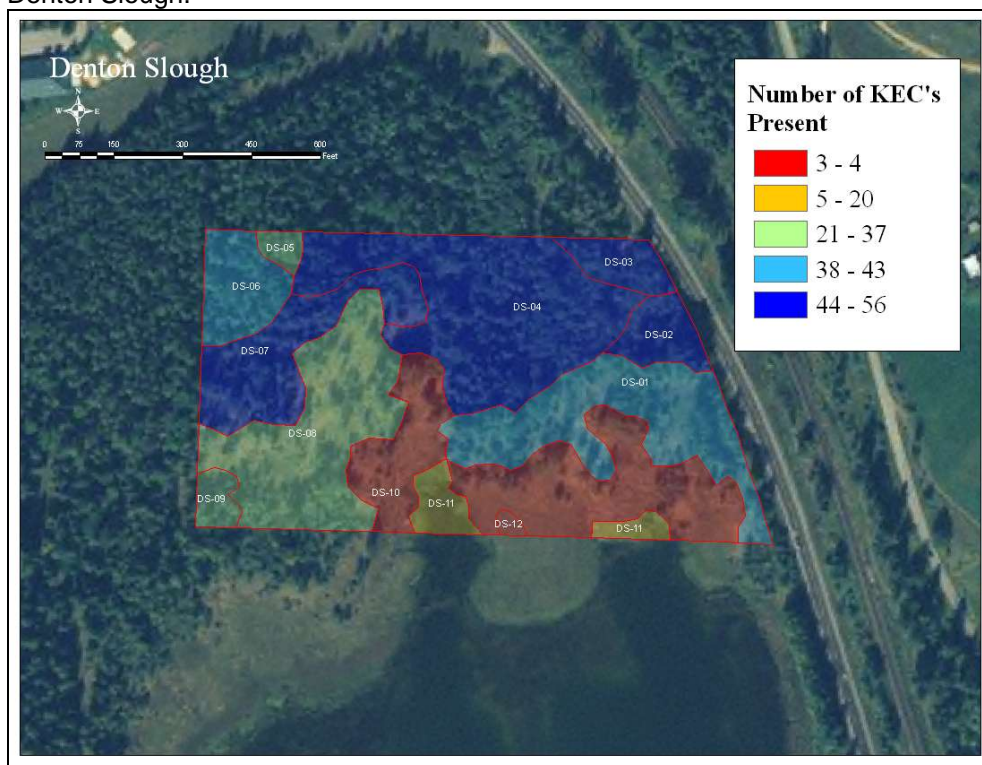 Denton Slough.
Denton Slough
N
W E
S
0 75 150 300 450 600
Feet
Number of KEC's
Present
3 - 4
5 - 20
21 - 37
38 - 43
44 - 56
DS-05
DS-03
DS-06
DS-04
DS-02
DS-07
DS-01
DS-08
DS-10
DS-09
DS-11
DS-12
DS-11